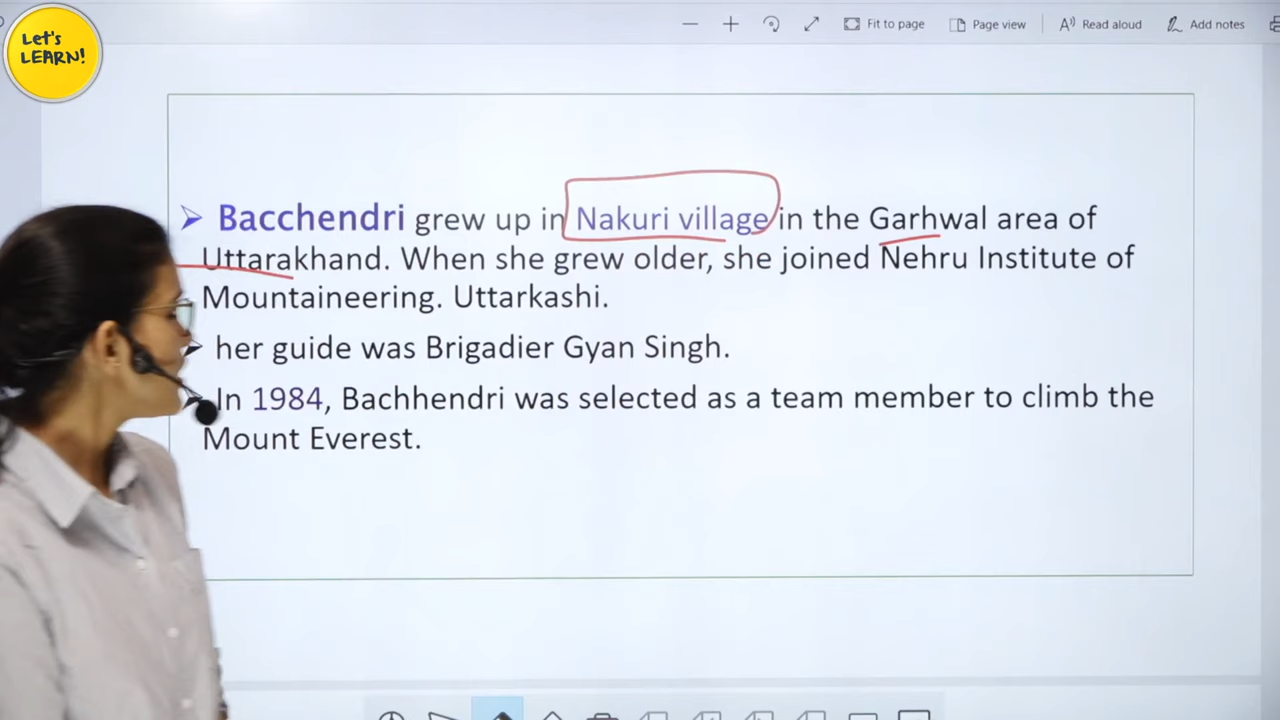 Let's
LEARN!
Fit to page
Page view
Read aloud
Add notes
Bacchendri grew up in Nakuri village in the Garhwal area of
Uttarakhand. When she grew older, she joined Nehru Institute of
Mountaineering. Uttarkashi.
her guide was Brigadier Gyan Singh.
In 1984, Bachhendri was selected as a team member to climb the
Mount Everest.